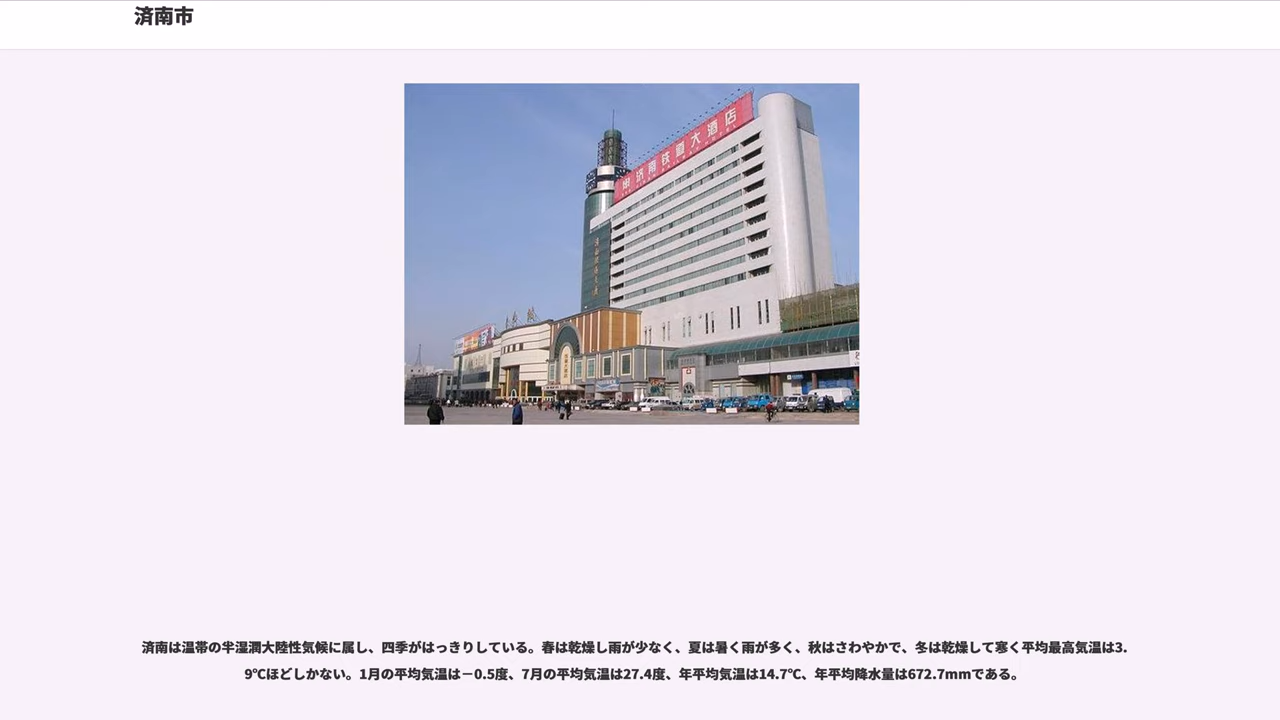 済南市
济南铁道大酒店
済南は温帯の半湿潤大陸性気候に属し、四季がはっきりしている。春は乾燥し雨が少なく、夏は暑く雨が多く、秋はさわやかで、冬は乾燥して寒く平均最高気温は3.
9℃ほどしかない。1月の平均気温は−0.5度、7月の平均気温は27.4度、年平均気温は14.7℃、年平均降水量は672.7mmである。